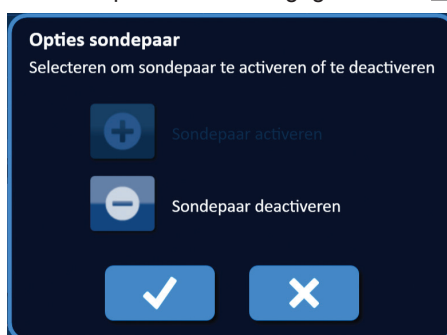 Opties sondepaar
Selecteren om sondepaar te activeren of te deactiveren
Sondepaar activeren
Sondepaar deactiveren